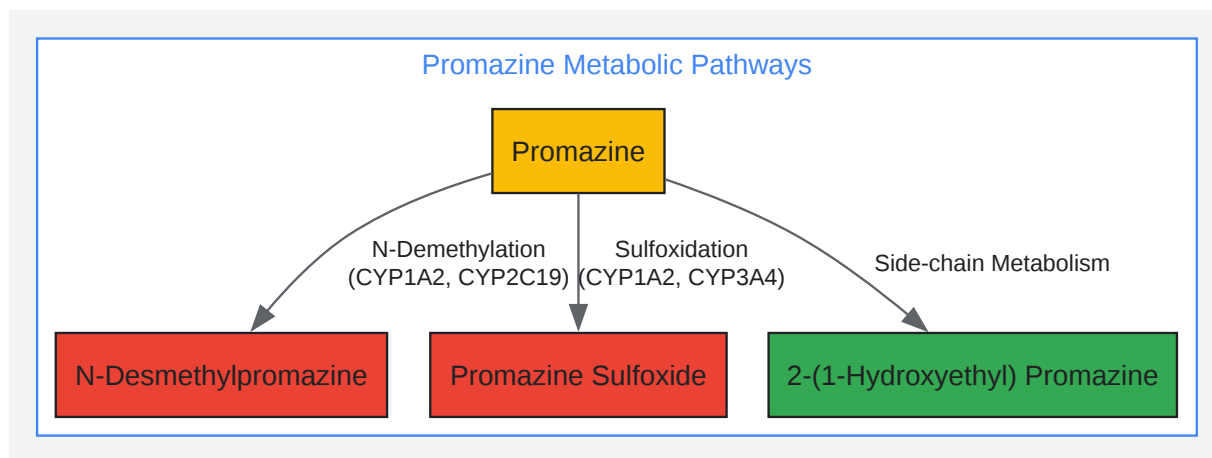 Promazine Metabolic Pathways
Promazine
N-Demethylation
(CYP1A2, CYP2C19)
Sulfoxidation
(CYP1A2, CYP3A4)
Side-chain Metabolism
N-Desmethylpromazine
Promazine Sulfoxide
2-(1-Hydroxyethyl) Promazine